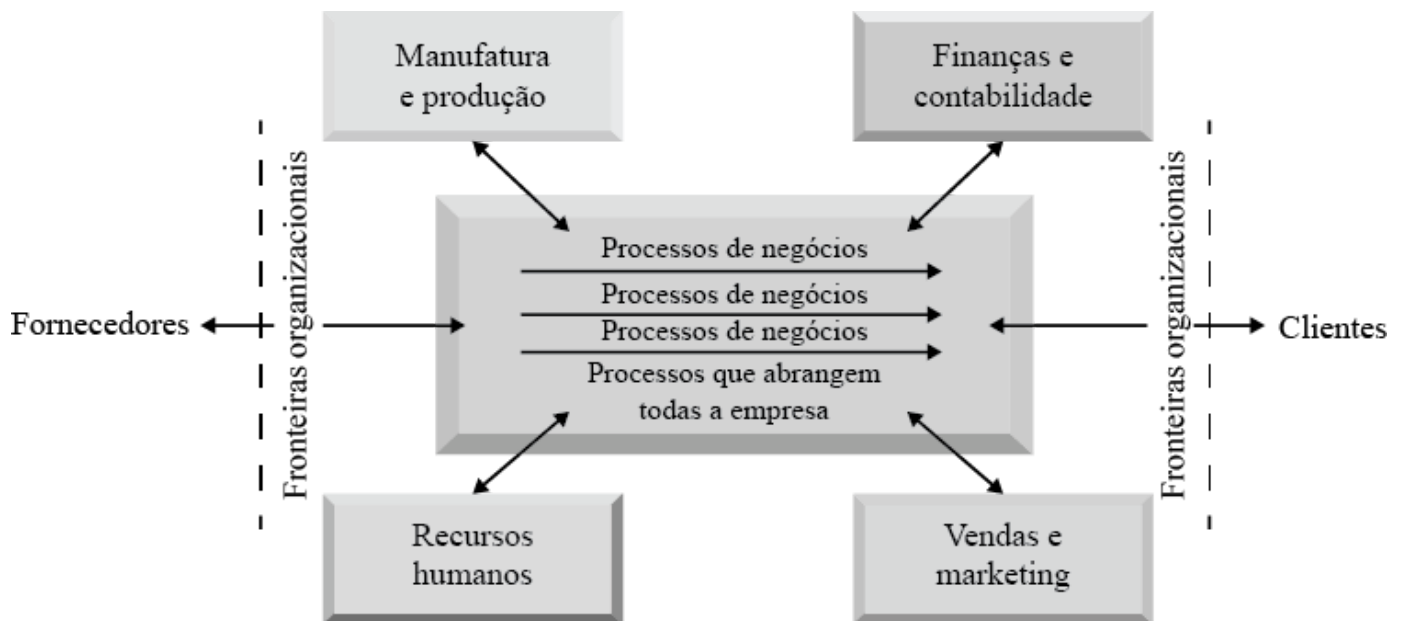 Manufatura
e produção
Finanças e
contabilidade
Fronteiras organizacionais
Fronteiras organizacionais
Processos de negócios
Processos de negócios
Processos de negócios
Processos que abrangem
todas a empresa
Fornecedores
Clientes
Recursos
humanos
Vendas e
marketing